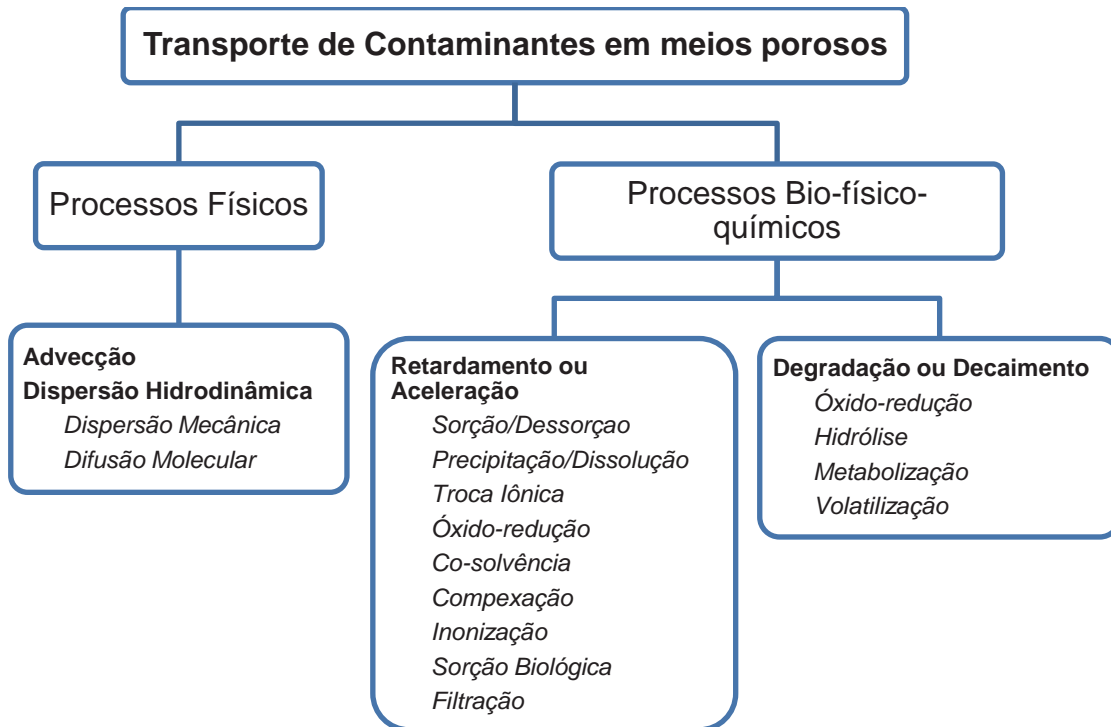 Transporte de Contaminantes em meios porosos
Processos Físicos
Processos Bio-físico-
químicos
Advecção
Dispersão Hidrodinâmica
Dispersão Mecânica
Difusão Molecular
Retardamento ou
Aceleração
Sorção/Dessorçao
Precipitação/Dissolução
Troca Iônica
Óxido-redução
Co-solvência
Compexação
Inonização
Sorção Biológica
Filtração
Degradação ou Decaimento
Óxido-redução
Hidrólise
Metabolização
Volatilização